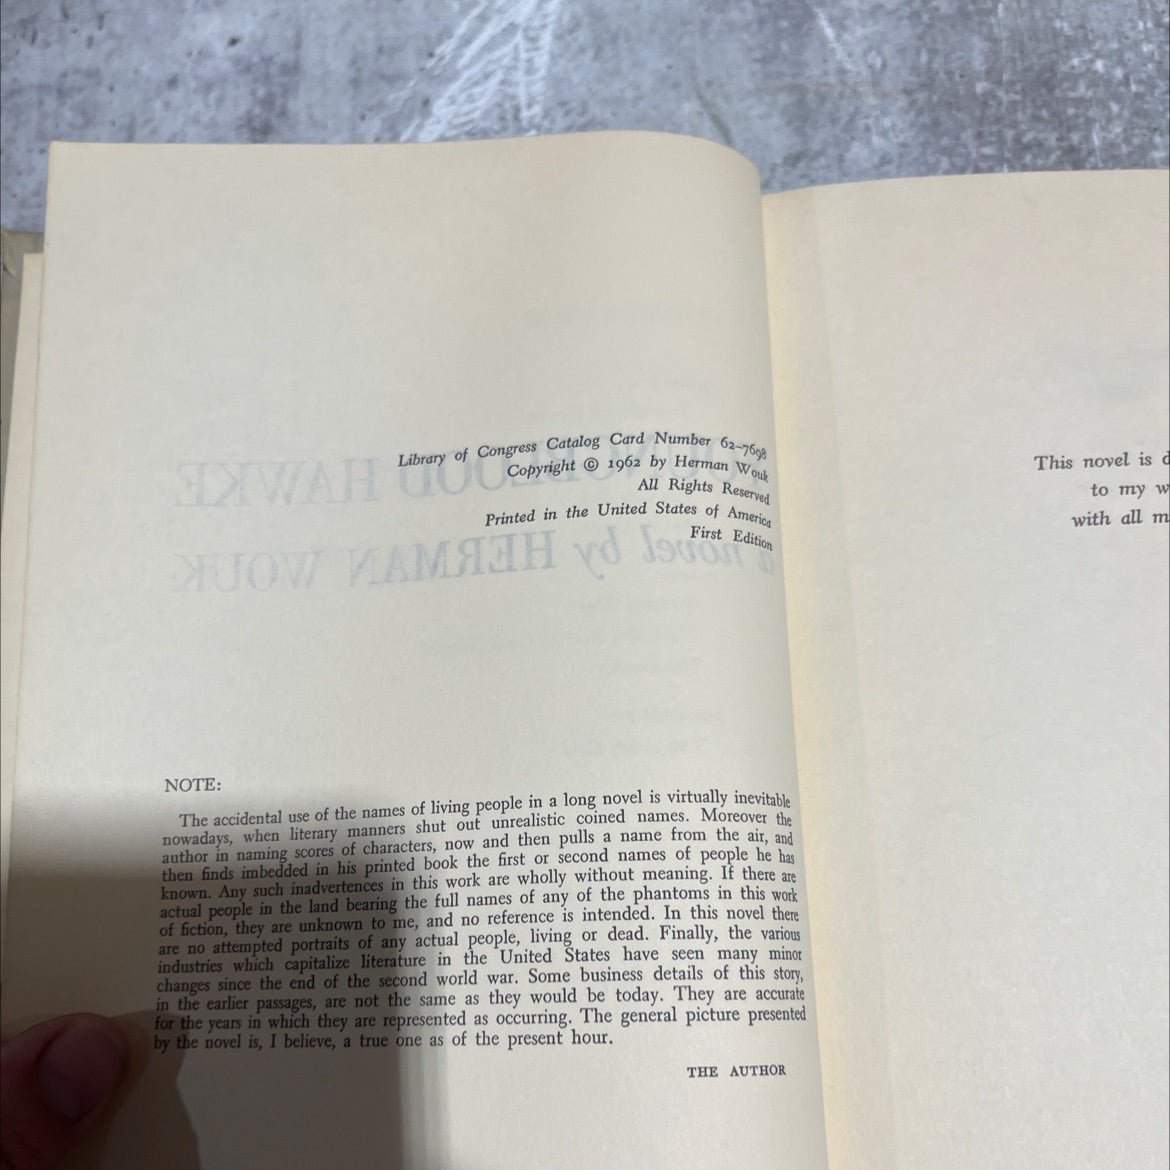 Library of Congress Catalog Card Number 62-7698
Copyright © 1962 by Herman Wouk
All Rights Reserved
Printed in the United States of America
First Edition
NOTE:
The accidental use of the names of living people in a long novel is virtually inevitable
nowadays, when literary manners shut out unrealistic coined names. Moreover the
author in naming scores of characters, now and then pulls a name from the air, and
then finds imbedded in his printed book the first or second names of people he has
known. Any such inadvertences in this work are wholly without meaning. If there are
actual people in the land bearing the full names of any of the phantoms in this work
of fiction, they are unknown to me, and no reference is intended. In this novel there
are no attempted portraits of any actual people, living or dead. Finally, the various
industries which capitalize literature in the United States have seen many minor
changes since the end of the second world war. Some business details of this story,
in the earlier passages, are not the same as they would be today. They are accurate
for the years in which they are represented as occurring. The general picture presented
by the novel is, I believe, a true one as of the present hour.
THE AUTHOR
This novel is
to my
with all